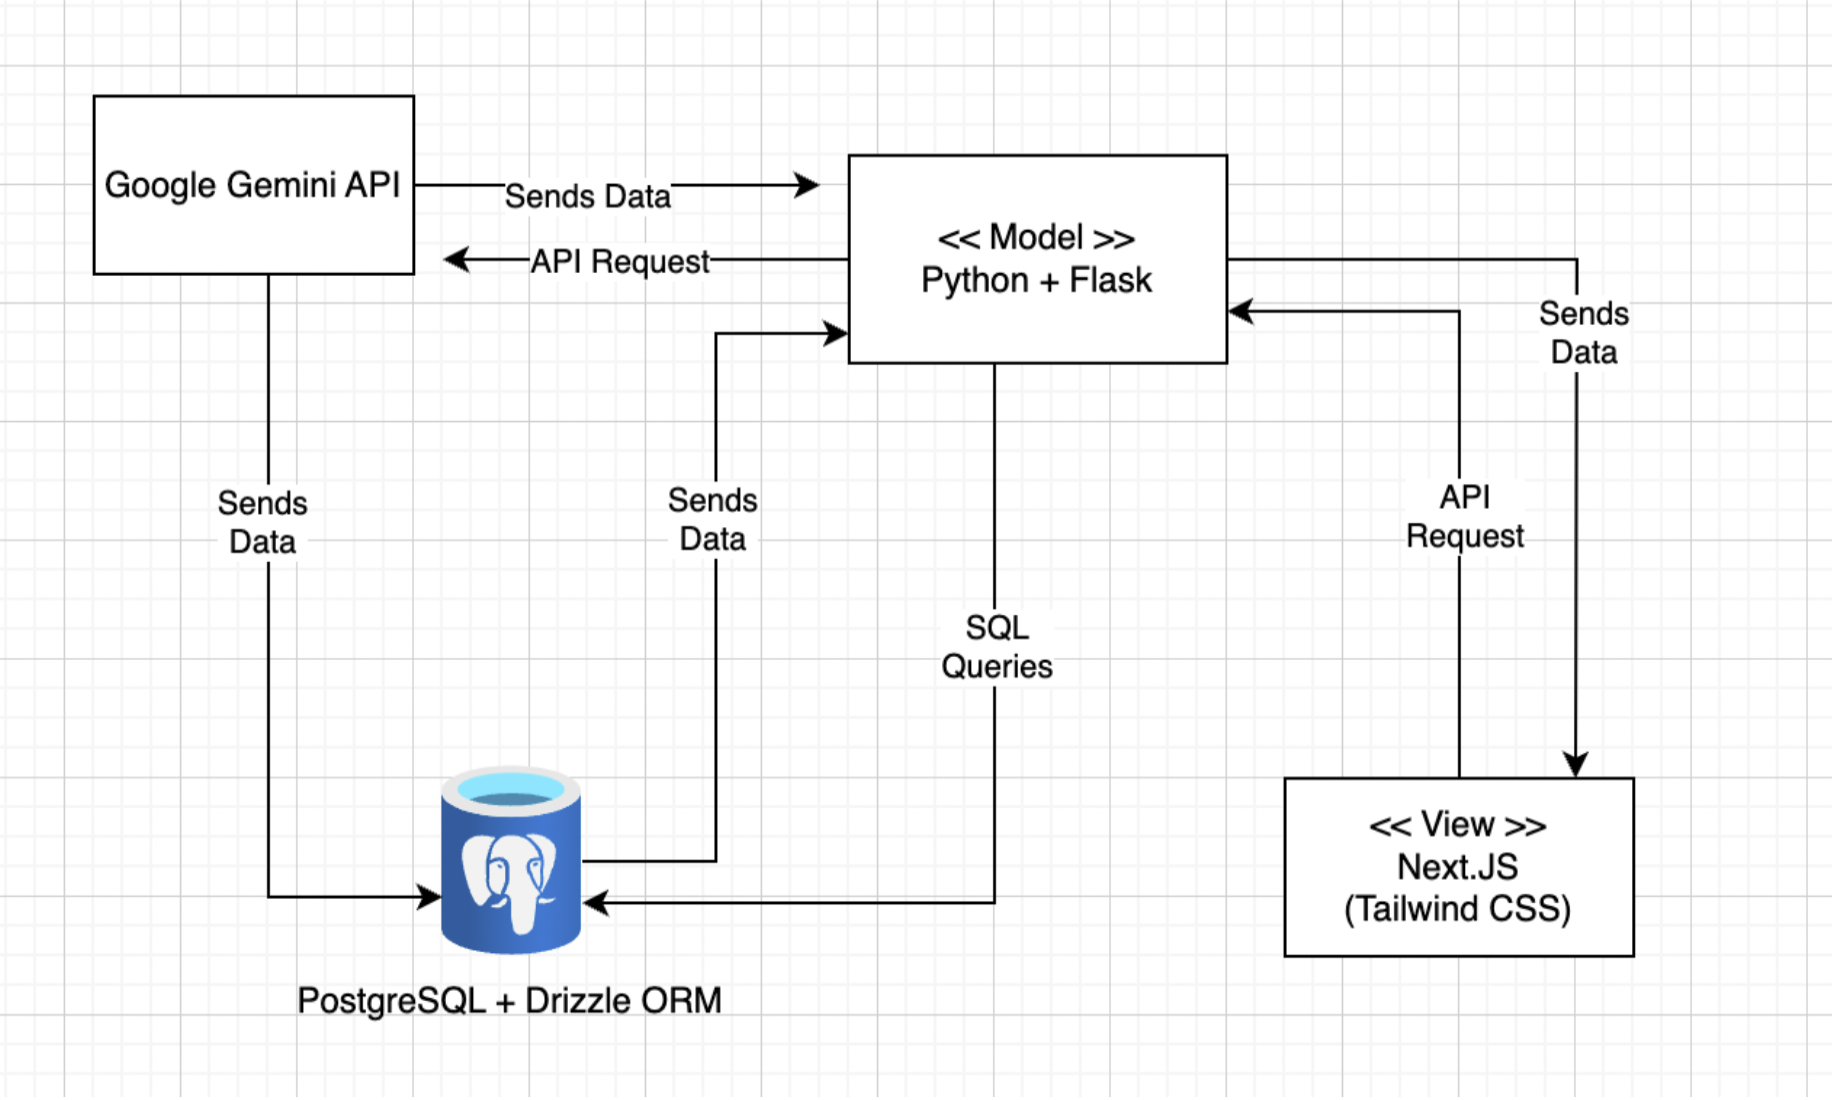 Google Gemini API
Sends Data
API Request
<< Model >>
Python + Flask
Sends
Data
Sends
Data
Sends
Data
API
Request
SQL
Queries
<< View >>
Next.JS
(Tailwind CSS)
PostgreSQL + Drizzle ORM